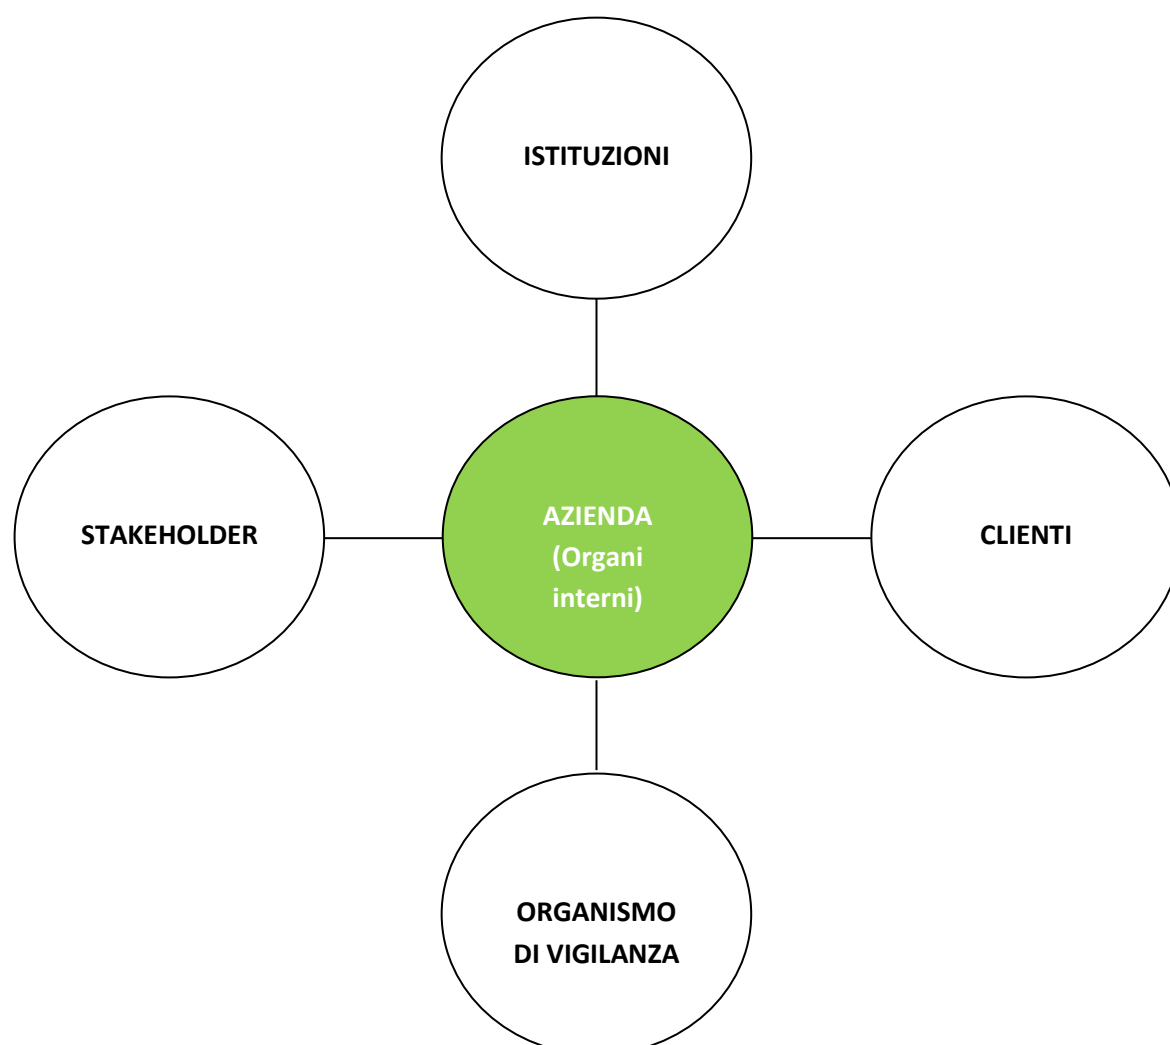 ISTITUZIONI
STAKEHOLDER
AZIENDA
(Organi
interni)
CLIENTI
ORGANISMO
DI VIGILANZA